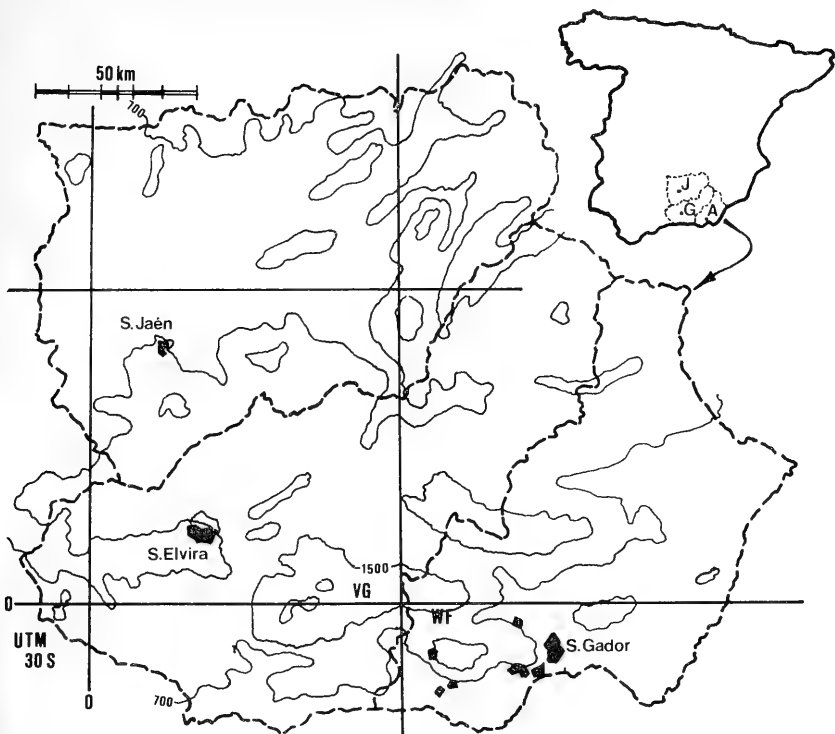 50 km
700
J
G A
S.Jaén
S.Elvira
1500
VG
0
WF
UTM
30 S
S.Gador
700
0